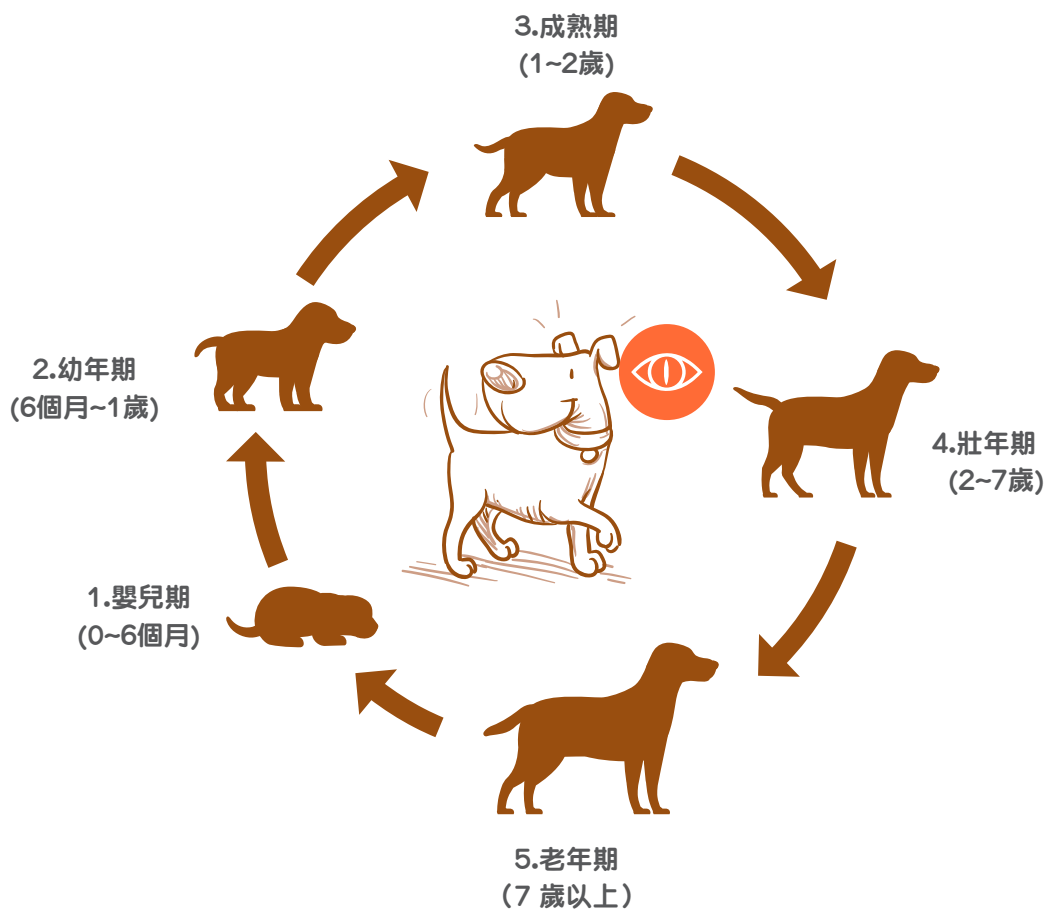 3.成熟期
(1~2歲)
2.幼年期
(6個月~1歲)
4.壯年期
(2~7歲)
1.嬰兒期
(0~6個月)
5.老年期
（7 歲以上）